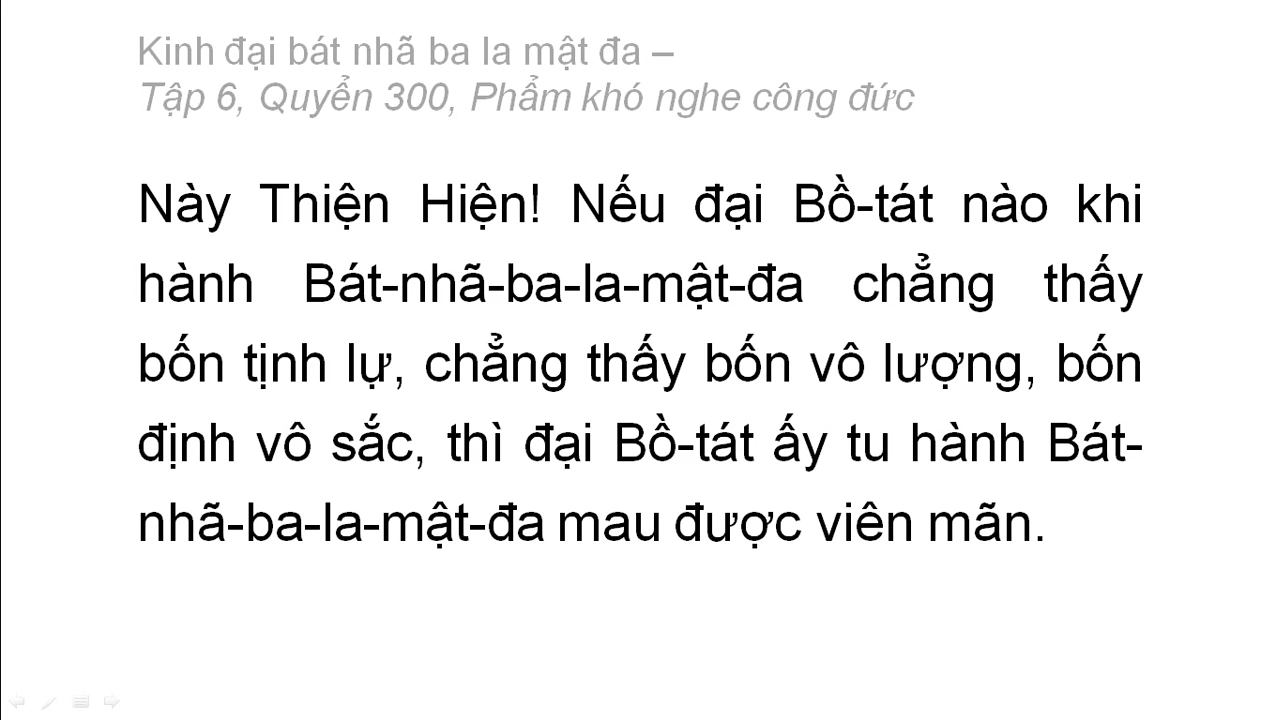 Kinh đại bát nhã ba la mật đa –
Tập 6, Quyển 300, Phẩm khó nghe công đức
Này Thiện Hiện! Nếu đại Bồ-tát nào khi
hành Bát-nhã-ba-la-mật-đa chẳng thấy
bốn tịnh lự, chẳng thấy bốn vô lượng, bốn
định vô sắc, thì đại Bồ-tát ấy tu hành Bát-
nhã-ba-la-mật-đa mau được viên mãn.